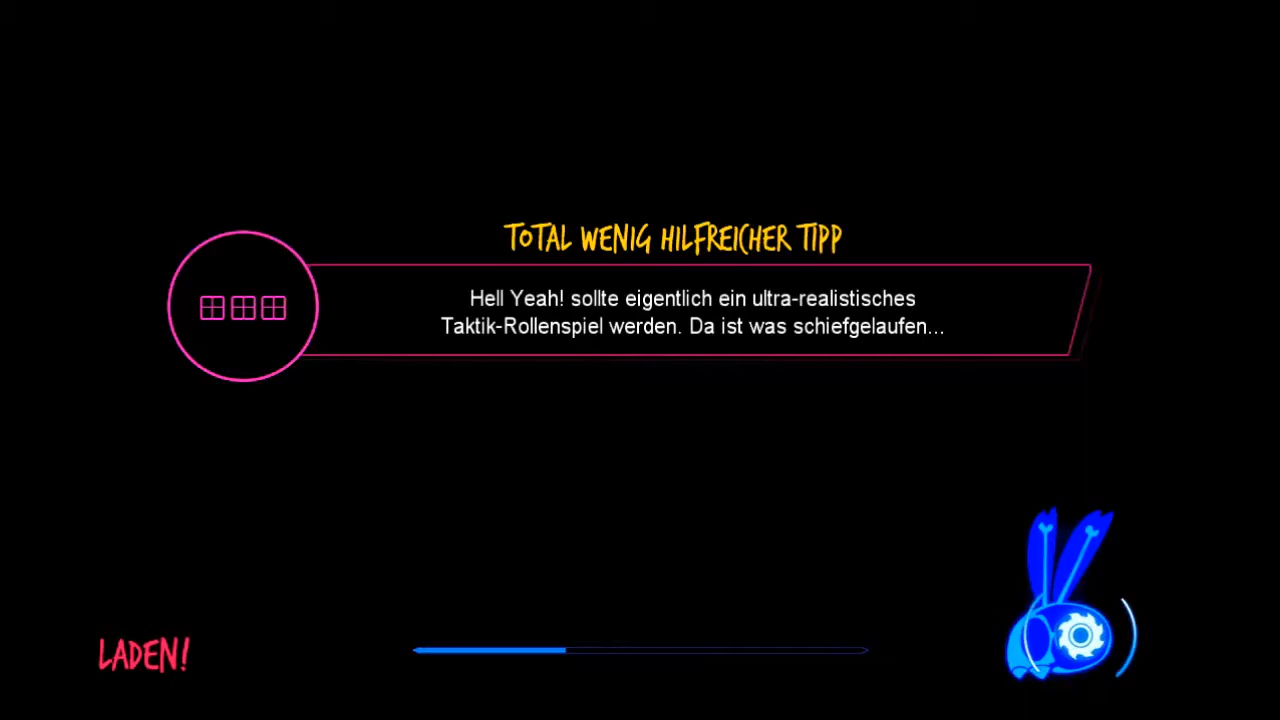 TOTAL WENIG HILFREICHER TIPP
Hell Yeah! sollte eigentlich ein ultra-realistisches
Taktik-Rollenspiel werden. Da ist was schiefgelaufen...
LADEN!